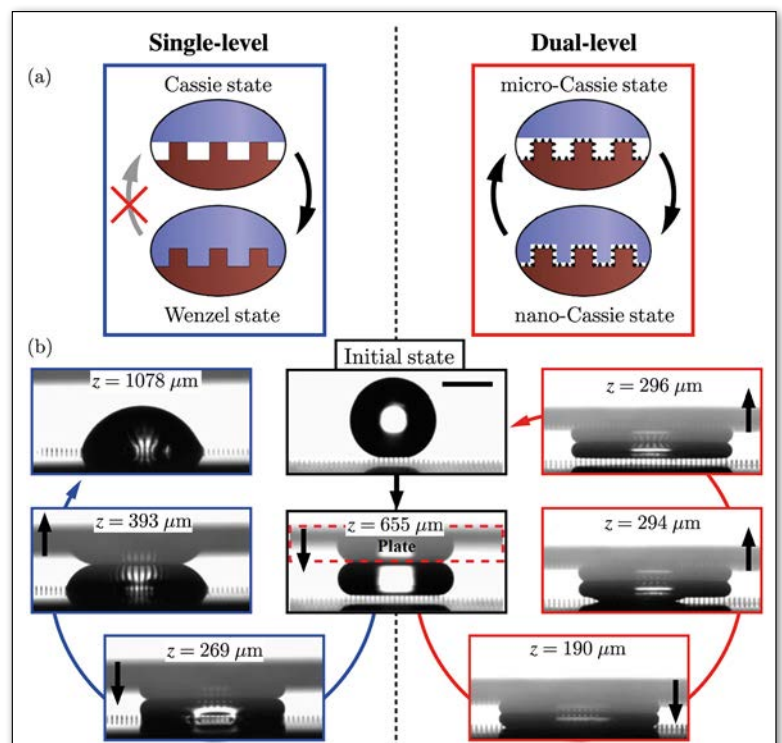 Single-level
Dual-level
(a)
Cassie state
Wenzel state
micro-Cassie state
nano-Cassie state
(b)
Initial state
z = 1078 μm
z = 296 μm
z = 393 μm
z = 655 μm
Plate
z = 294 μm
z = 269 μm
z = 190 μm